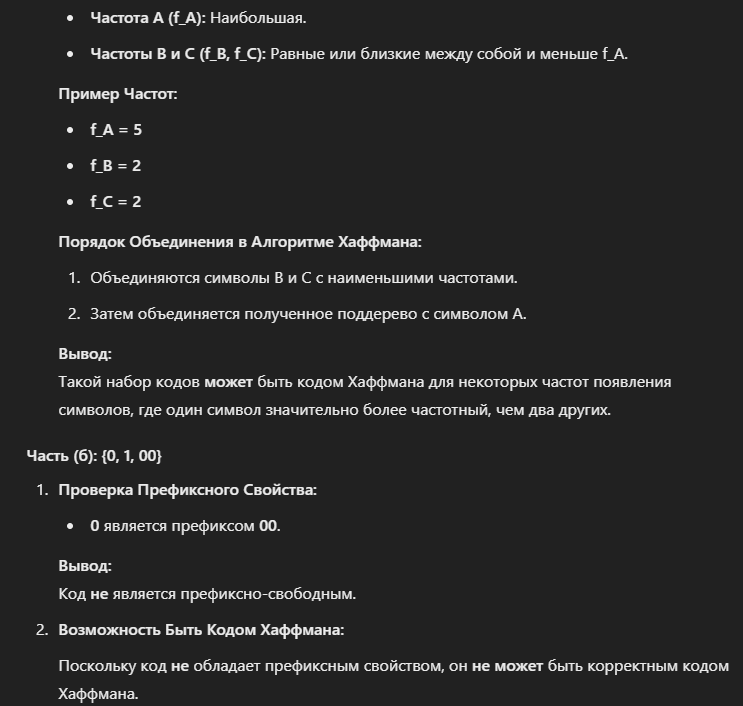 • Частота A (f_A): Наибольшая.
• Частоты B и C (f_B, f_C): Равные или близкие между собой и меньше f_A.
Пример Частот:
• f_A = 5
• f_B = 2
• f_C = 2
Порядок Объединения в Алгоритме Хаффмана:
1. Объединяются символы B и C с наименьшими частотами.
2. Затем объединяется полученное поддерево с символом A.
Вывод:
Такой набор кодов может быть кодом Хаффмана для некоторых частот появления
символов, где один символ значительно более частотный, чем два других.
Часть (б): {0, 1, 00}
1. Проверка Префиксного Свойства:
• 0 является префиксом 00.
Вывод:
Код не является префиксно-свободным.
2. Возможность Быть Кодом Хаффмана:
Поскольку код не обладает префиксным свойством, он не может быть корректным кодом
Хаффмана.